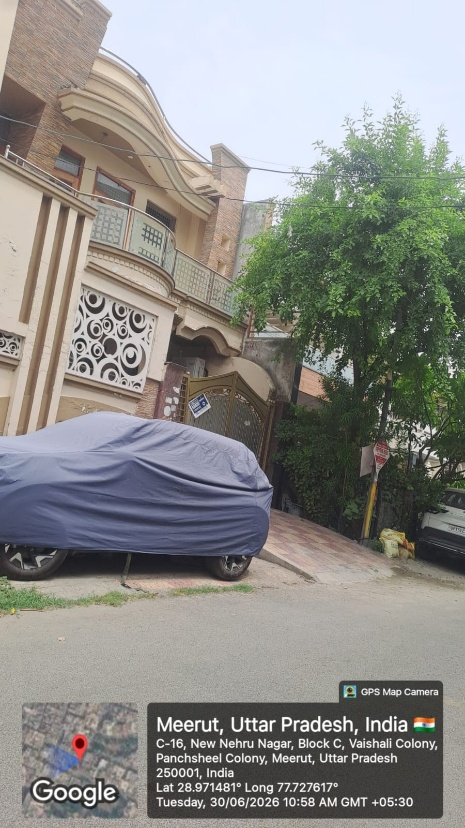 GPS Map Camera
Meerut, Uttar Pradesh, India
C-16, New Nehru Nagar, Block C, Vaishali Colony,
Panchsheel Colony, Meerut, Uttar Pradesh
250001, India
Lat 28.971481° Long 77.727617°
Tuesday, 30/06/2026 10:58 AM GMT +05:30
Google